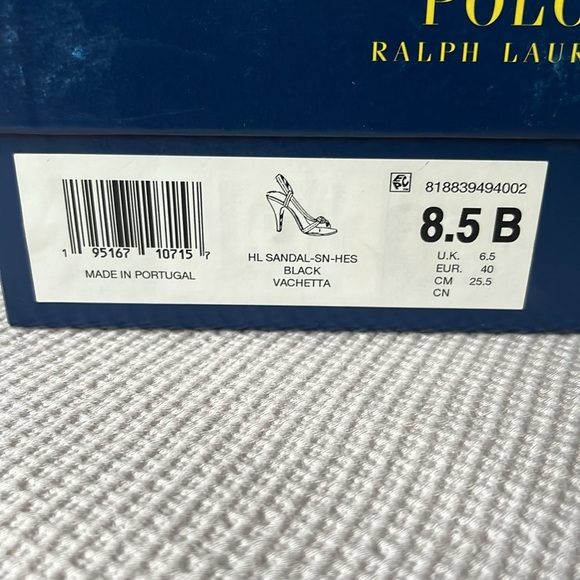 POLO
RALPH LAUR
1 95167 10715 7
MADE IN PORTUGAL
HL SANDAL-SN-HES
BLACK
VACHETTA
818839494002
8.5 B
U.K. 6.5
EUR. 40
CM 25.5
CN